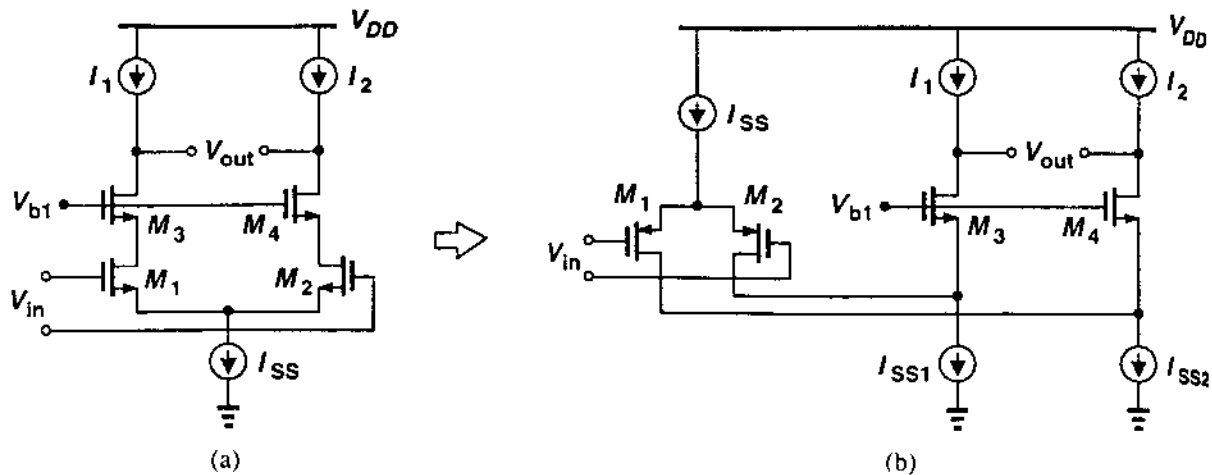 V_DD
I_1
I_2
V_out
V_b1
M_3
M_4
M_1
M_2
V_in
I_SS
(a)
V_DD
I_1
I_2
I_SS
V_out
M_1
M_2
V_b1
M_3
M_4
V_in
I_SS1
I_SS2
(b)